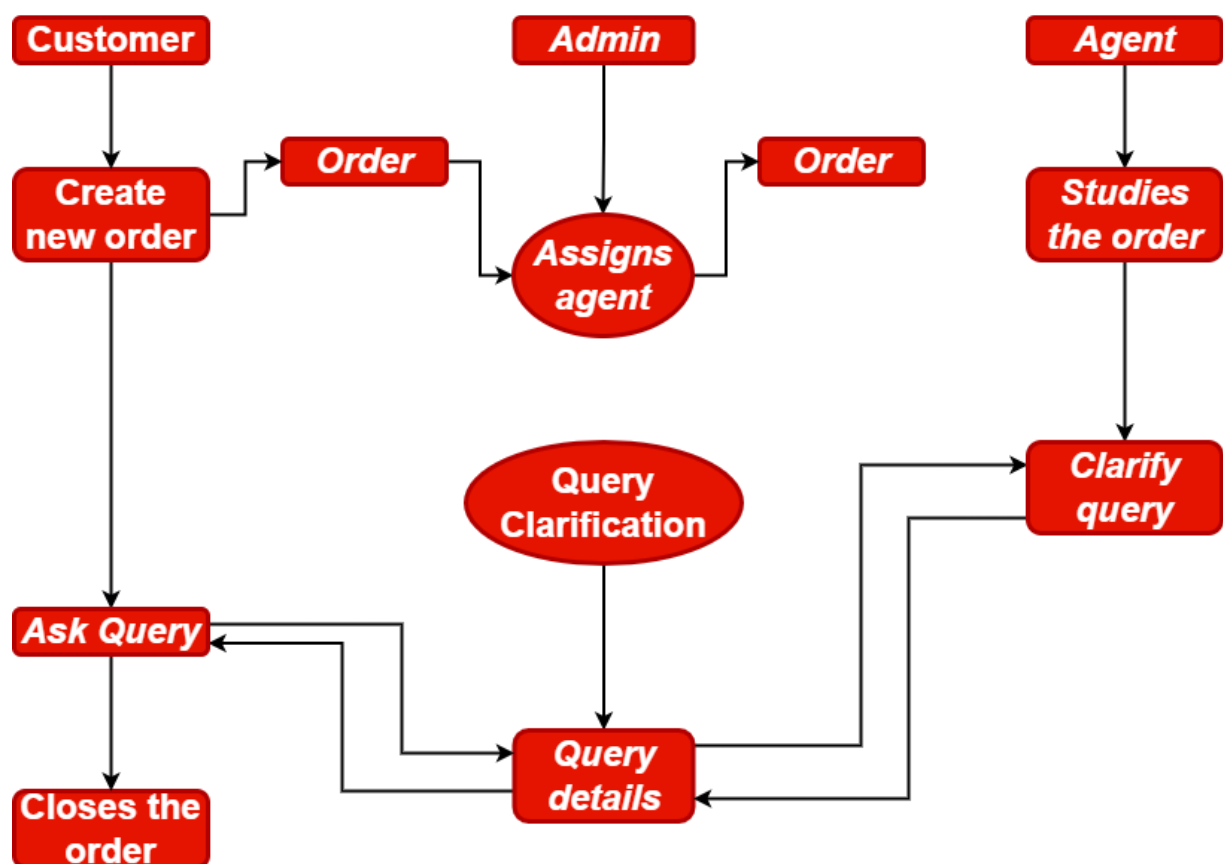 Customer
Admin
Agent
Order
Order
Create
new order
Studies
the order
Assigns
agent
Query
Clarification
Clarify
query
Ask Query
Query
details
Closes the
order